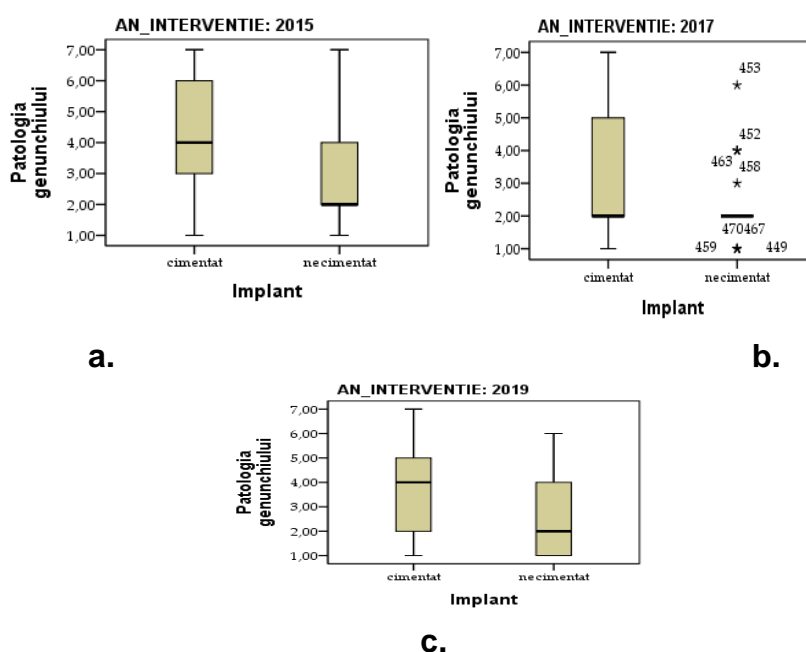 AN_INTERVENTIE: 2015
7,00
6,00
5,00
4,00
3,00
2,00
1,00
Patologia
genunchiului
cimentat necimentat
Implant
a.
AN_INTERVENTIE: 2017
7,00
6,00
5,00
4,00
3,00
2,00
1,00
Patologia
genunchiului
453
452
463 458
470467
459 449
cimentat necimentat
Implant
b.
AN_INTERVENTIE: 2019
7,00
6,00
5,00
4,00
3,00
2,00
1,00
Patologia
genunchiului
cimentat necimentat
Implant
c.